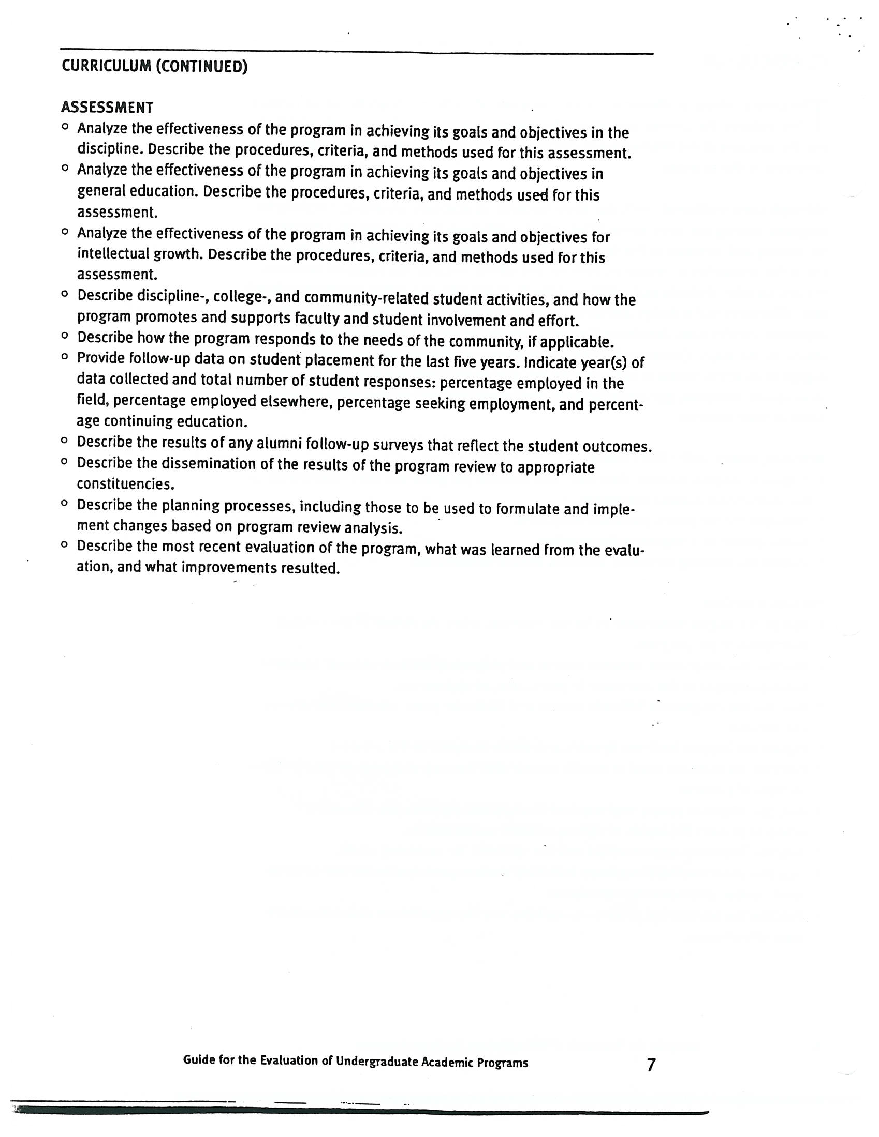 CURRICULUM (CONTINUED)
ASSESSMENT
o Analyze the effectiveness of the program in achieving its goals and objectives in the
discipline. Describe the procedures, criteria, and methods used for this assessment.
o Analyze the effectiveness of the program in achieving its goals and objectives in
general education. Describe the procedures, criteria, and methods used for this
assessment.
o Analyze the effectiveness of the program in achieving its goals and objectives for
intellectual growth. Describe the procedures, criteria, and methods used for this
assessment.
o Describe discipline-, college-, and community-related student activities, and how the
program promotes and supports faculty and student involvement and effort.
o Describe how the program responds to the needs of the community, if applicable.
o Provide follow-up data on student placement for the last five years. Indicate year(s) of
data collected and total number of student responses: percentage employed in the
field, percentage employed elsewhere, percentage seeking employment, and percent-
age continuing education.
o Describe the results of any alumni follow-up surveys that reflect the student outcomes.
o Describe the dissemination of the results of the program review to appropriate
constituencies.
o Describe the planning processes, including those to be used to formulate and imple-
ment changes based on program review analysis.
o Describe the most recent evaluation of the program, what was learned from the evalu-
ation, and what improvements resulted.
Guide for the Evaluation of Undergraduate Academic Programs 7